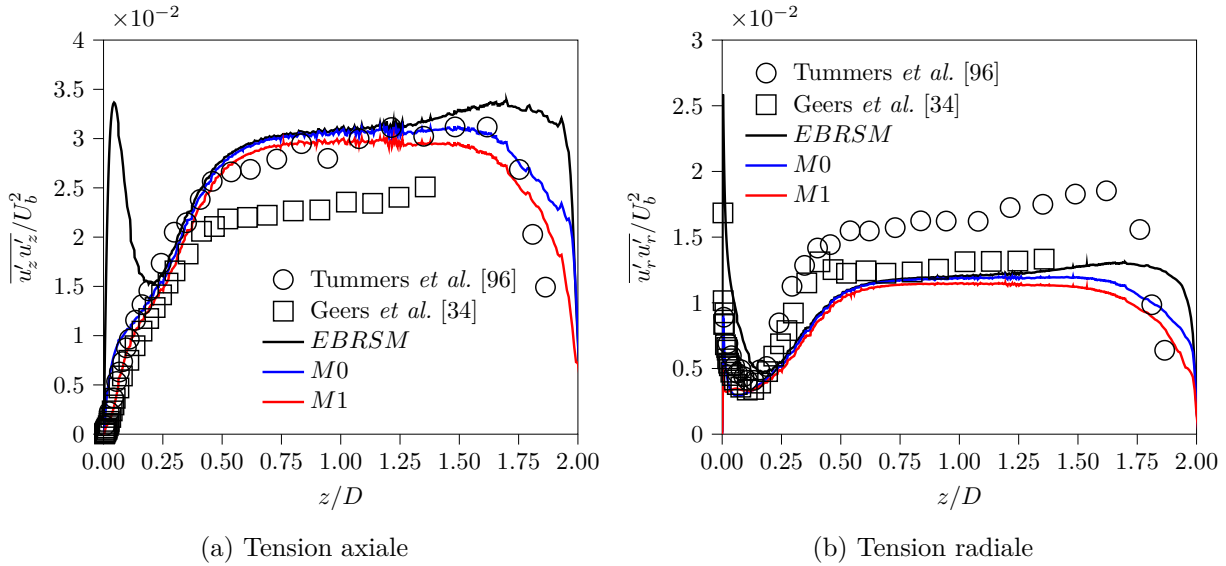 ×10⁻²
4
3.5
3
2.5
2
1.5
1
0.5
0
0.00 0.25 0.50 0.75 1.00 1.25 1.50 1.75 2.00
z/D
u′_z u′_z/U_b²
Tummers et al. [96]
Geers et al. [34]
EBRSM
M0
M1
(a) Tension axiale
×10⁻²
3
2.5
2
1.5
1
0.5
0
0.00 0.25 0.50 0.75 1.00 1.25 1.50 1.75 2.00
z/D
u′_r u′_r/U_b²
Tummers et al. [96]
Geers et al. [34]
EBRSM
M0
M1
(b) Tension radiale